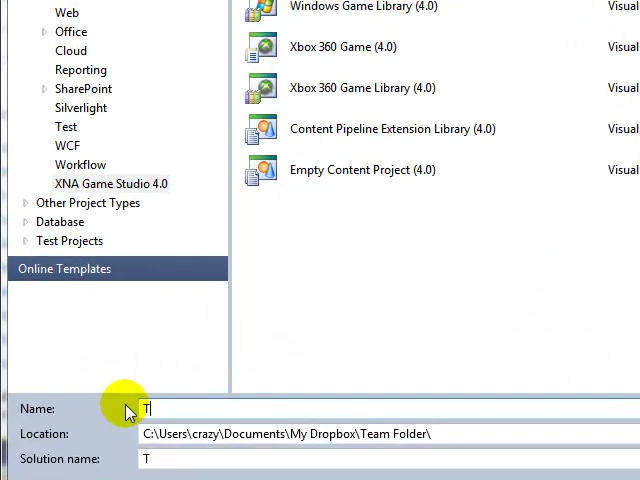 Web
Office
Cloud
Reporting
SharePoint
Silverlight
Test
WCF
Workflow
XNA Game Studio 4.0
Other Project Types
Database
Test Projects
Online Templates
Windows Game Library (4.0) Visual
Xbox 360 Game (4.0) Visual
Xbox 360 Game Library (4.0) Visual
Content Pipeline Extension Library (4.0) Visual
Empty Content Project (4.0) Visual
Name: T
Location: C:\Users\crazy\Documents\My Dropbox\Team Folder\
Solution name: T